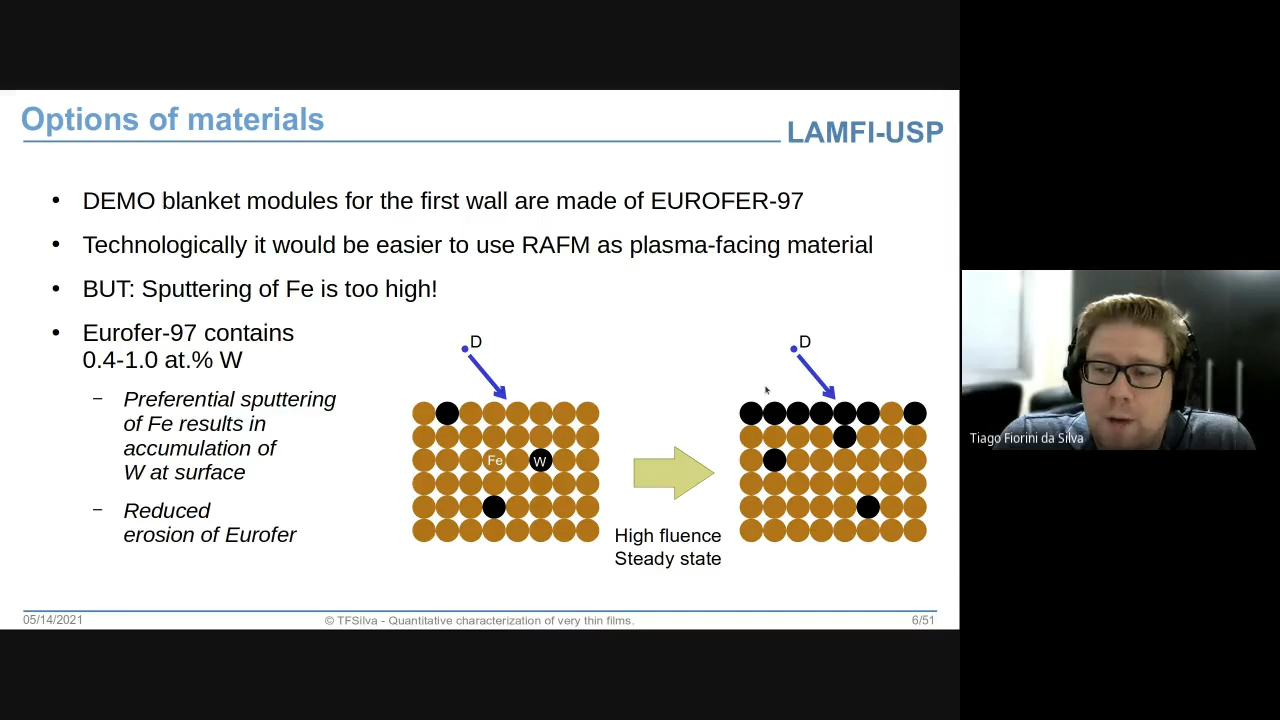 Options of materials
LAMFI-USP
• DEMO blanket modules for the first wall are made of EUROFER-97
• Technologically it would be easier to use RAFM as plasma-facing material
• BUT: Sputtering of Fe is too high!
• Eurofer-97 contains
0.4-1.0 at.% W
– Preferential sputtering
of Fe results in
accumulation of
W at surface
– Reduced
erosion of Eurofer
D
Fe
W
High fluence
Steady state
D
05/14/2021
© TFSilva - Quantitative characterization of very thin films.
6/51
Tiago Fiorini da Silva